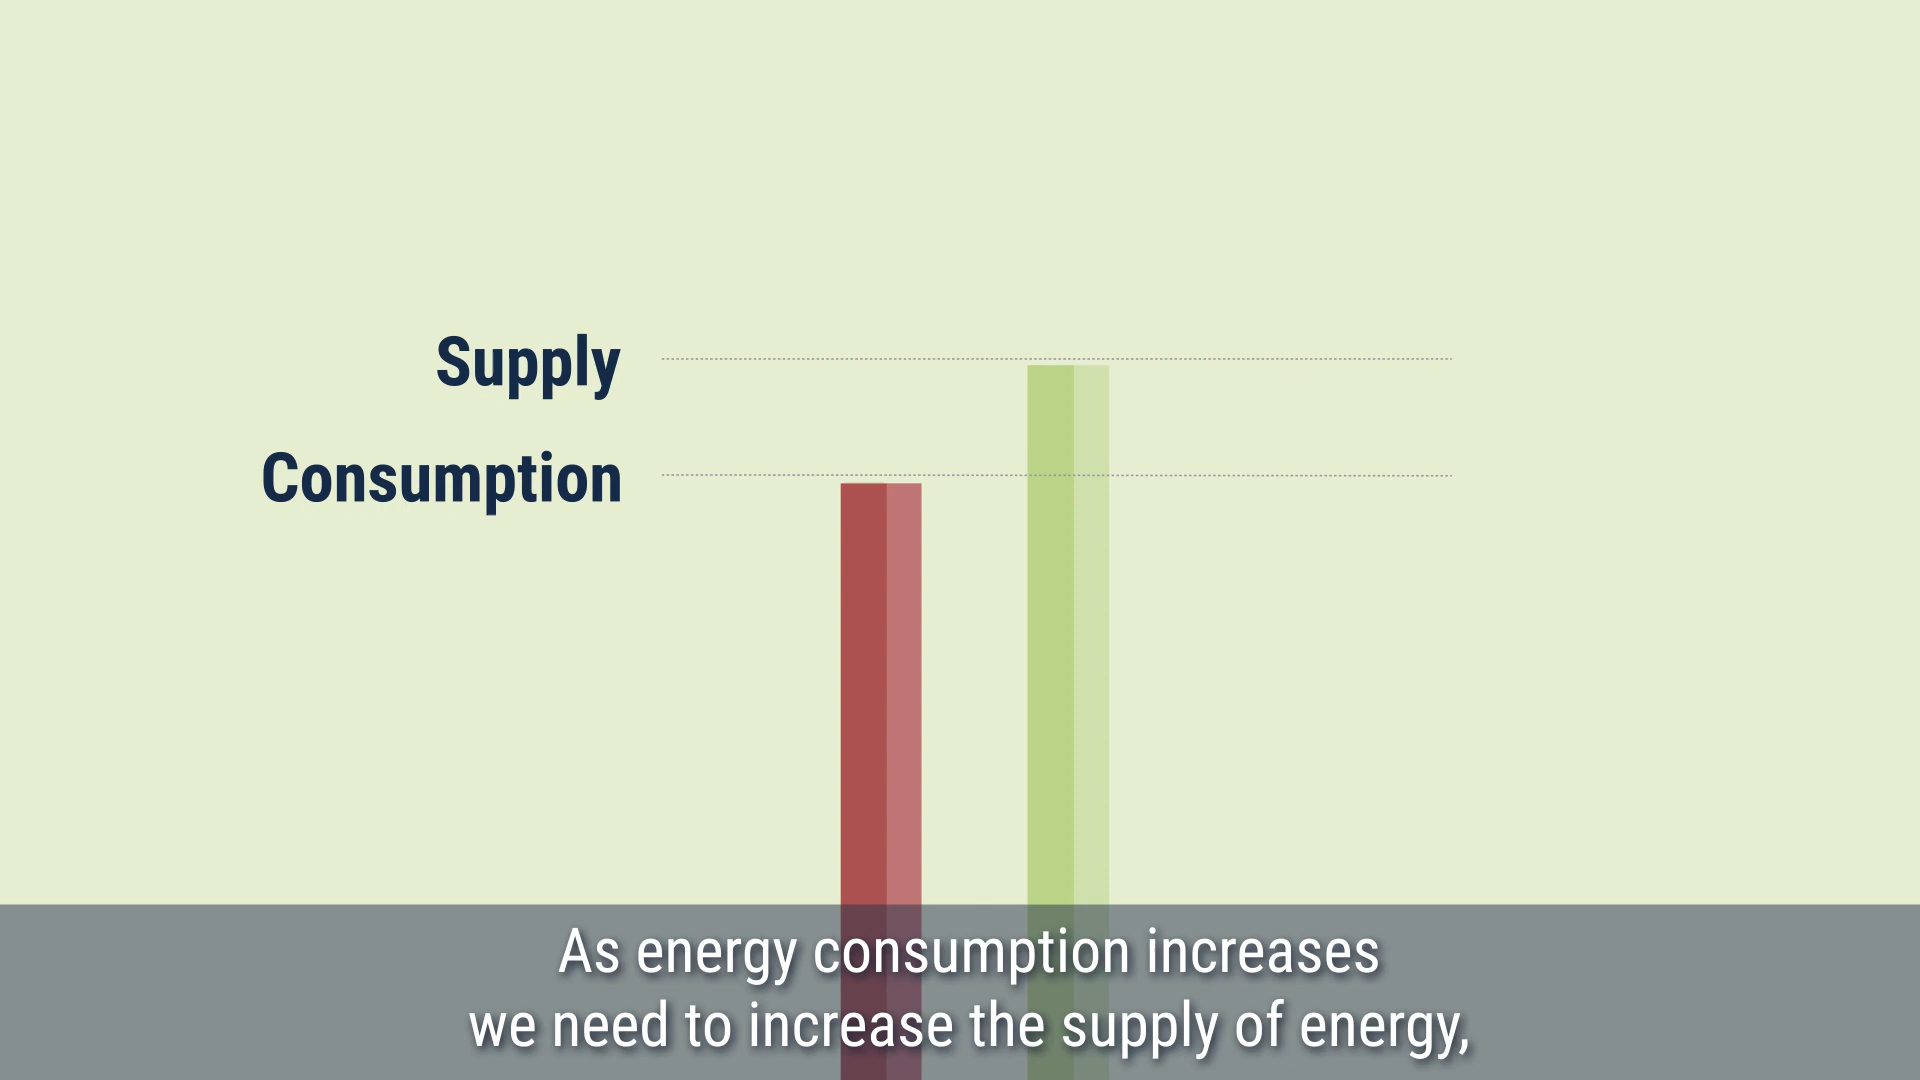 Supply
Consumption
As energy consumption increases
we need to increase the supply of energy,